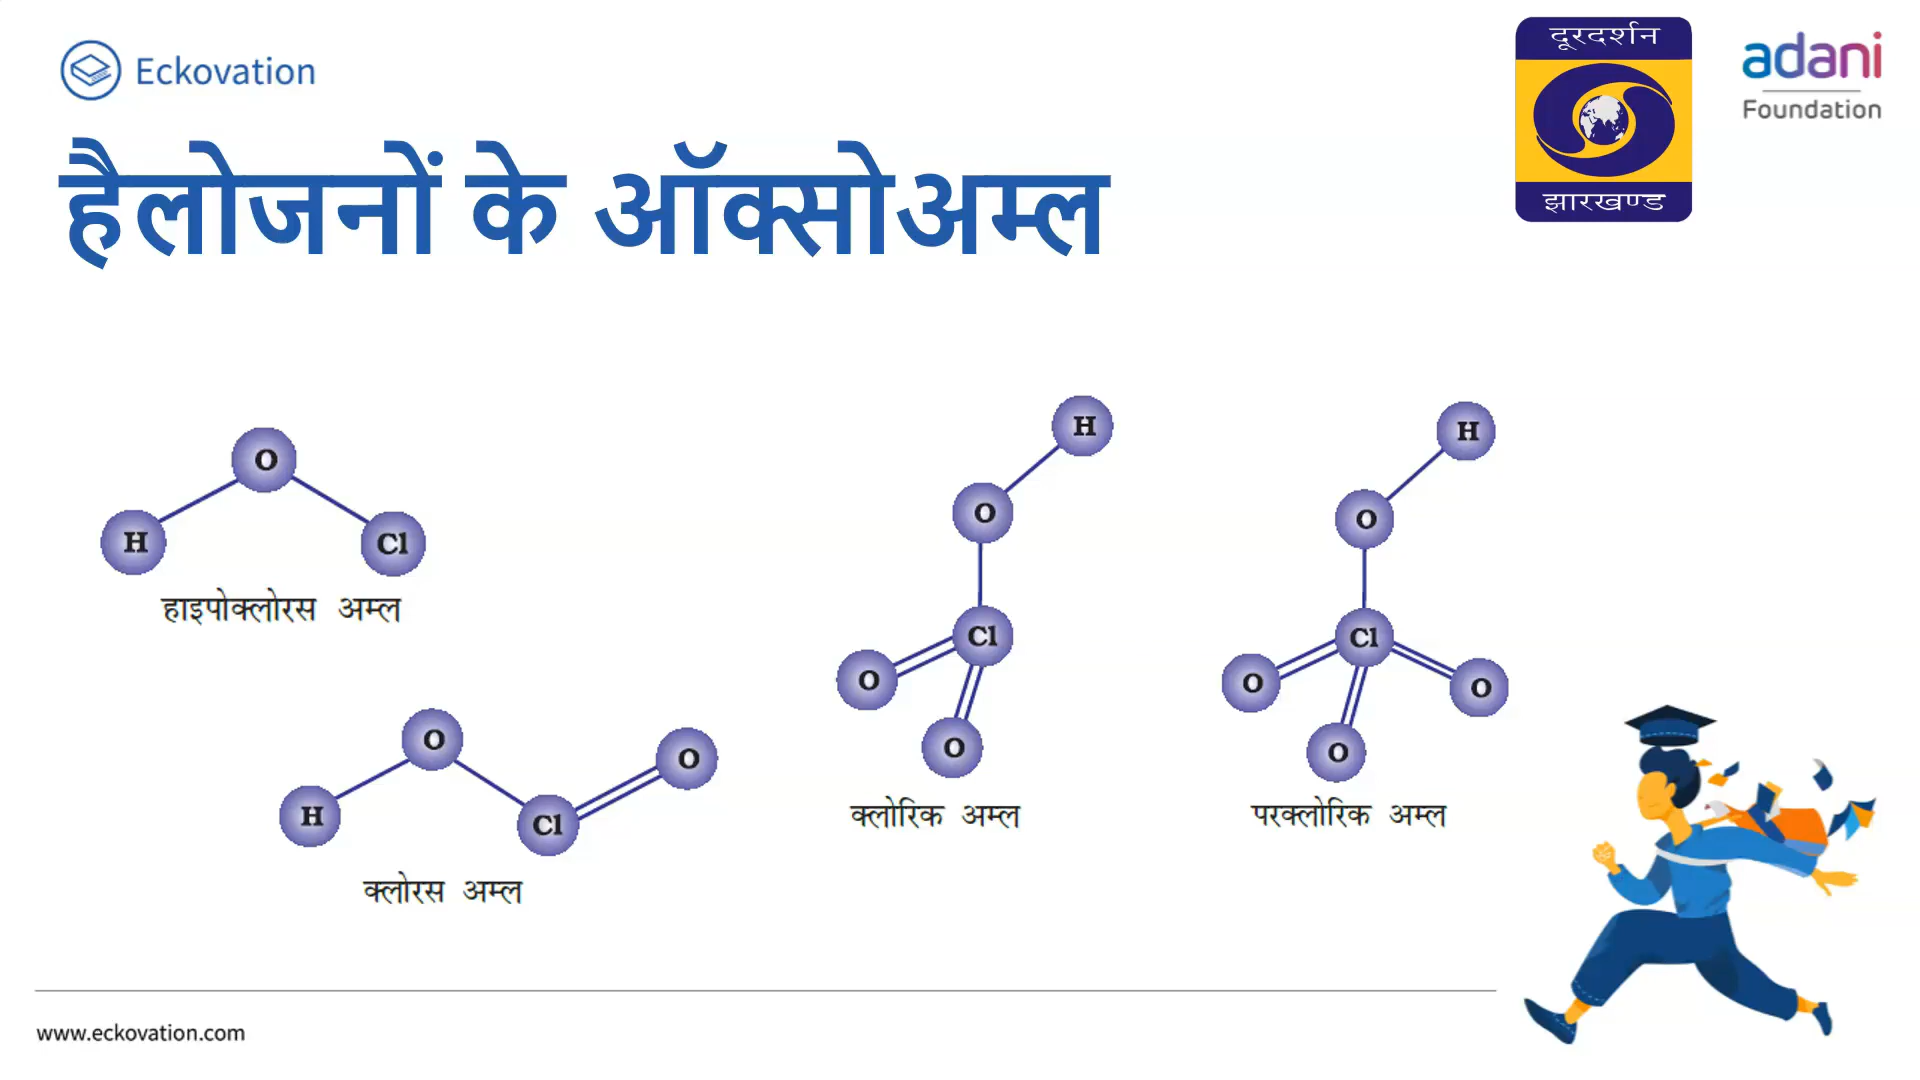 Eckovation
दूरदर्शन
झारखण्ड
adani
Foundation
हैलोजनों के ऑक्सोअम्ल
O
H
Cl
हाइपोक्लोरस अम्ल
O
O
H
Cl
क्लोरस अम्ल
H
O
Cl
O
O
क्लोरिक अम्ल
H
O
Cl
O
O
O
परक्लोरिक अम्ल
www.eckovation.com